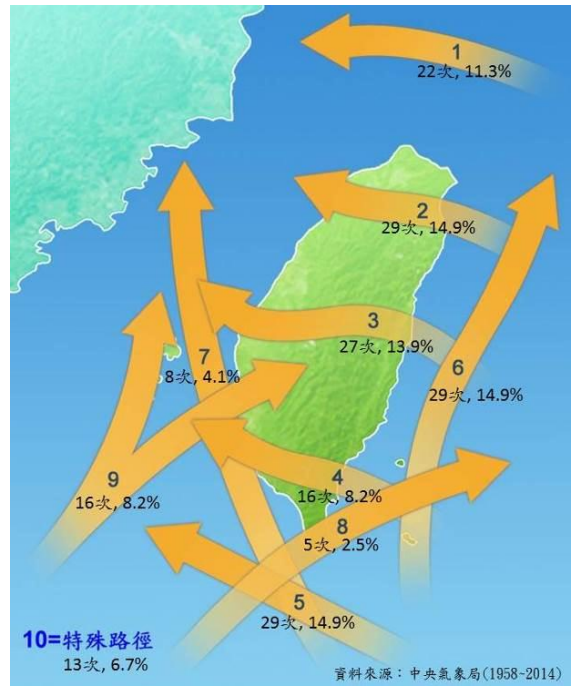 1
22次, 11.3%
2
29次, 14.9%
3
27次, 13.9%
7
8次, 4.1%
6
29次, 14.9%
9
16次, 8.2%
4
16次, 8.2%
8
5次, 2.5%
5
29次, 14.9%
10=特殊路徑
13次, 6.7%
資料來源：中央氣象局(1958~2014)